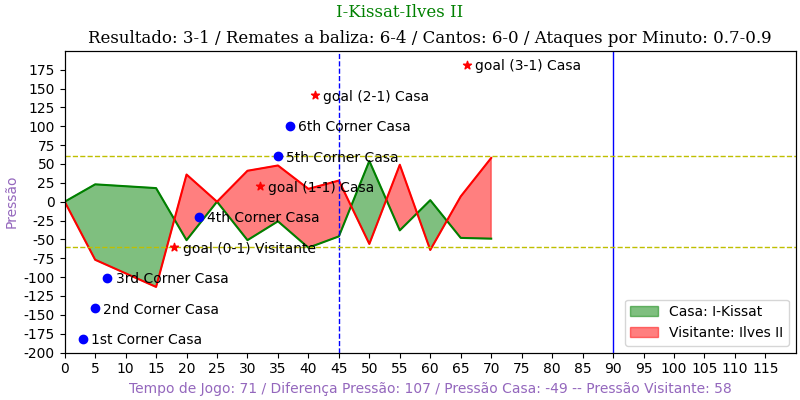 I-Kissat-Ilves II
Resultado: 3-1 / Remates a baliza: 6-4 / Cantos: 6-0 / Ataques por Minuto: 0.7-0.9
175
150
125
100
75
50
25
0
-25
-50
-75
-100
-125
-150
-175
-200
Pressão
goal (3-1) Casa
goal (2-1) Casa
6th Corner Casa
5th Corner Casa
goal (1-1) Casa
4th Corner Casa
goal (0-1) Visitante
3rd Corner Casa
2nd Corner Casa
1st Corner Casa
Casa: I-Kissat
Visitante: Ilves II
0 5 10 15 20 25 30 35 40 45 50 55 60 65 70 75 80 85 90 95 100 105 110 115
Tempo de Jogo: 71 / Diferença Pressão: 107 / Pressão Casa: -49 -- Pressão Visitante: 58